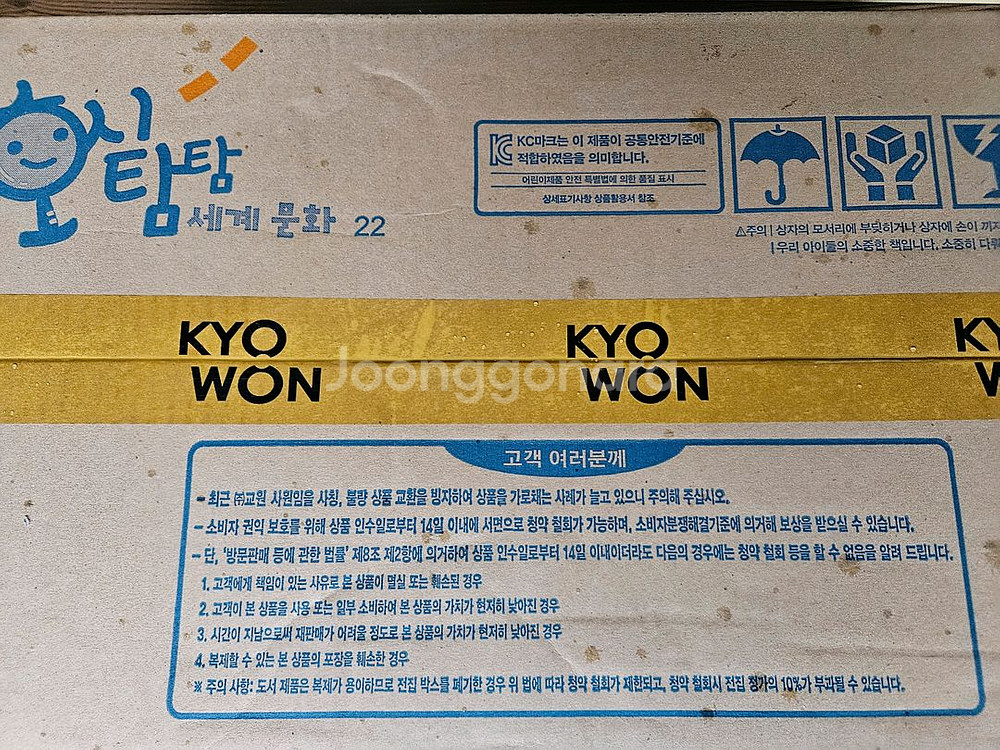 호시탐탐
세계 문화 22
KC마크는 이 제품이 공통안전기준에
적합하였음을 의미합니다.
어린이제품 안전 특별법에 의한 품질 표시
상세표기사항 상품활용서 참조
⚠주의 | 상자의 모서리에 부딪히거나 상자에 손이 끼지
| 우리 아이들의 소중한 책입니다. 소중히 다루
KYO WON
KYO WON
KY W
Joonggonara
고객 여러분께
- 최근 ㈜교원 사원임을 사칭, 불량 상품 교환을 빙자하여 상품을 가로채는 사례가 늘고 있으니 주의해 주십시오.
- 소비자 권익 보호를 위해 상품 인수일로부터 14일 이내에 서면으로 청약 철회가 가능하며, 소비자분쟁해결기준에 의거해 보상을 받으실 수 있습니다.
- 단, '방문판매 등에 관한 법률' 제8조 제2항에 의거하여 상품 인수일로부터 14일 이내이더라도 다음의 경우에는 청약 철회 등을 할 수 없음을 알려 드립니다.
1. 고객에게 책임이 있는 사유로 본 상품이 멸실 또는 훼손된 경우
2. 고객이 본 상품을 사용 또는 일부 소비하여 본 상품의 가치가 현저히 낮아진 경우
3. 시간이 지남으로써 재판매가 어려울 정도로 본 상품의 가치가 현저히 낮아진 경우
4. 복제할 수 있는 본 상품의 포장을 훼손한 경우
※ 주의 사항: 도서 제품은 복제가 용이하므로 전집 박스를 폐기한 경우 위 법에 따라 청약 철회가 제한되고, 청약 철회시 전집 정가의 10%가 부과될 수 있습니다.